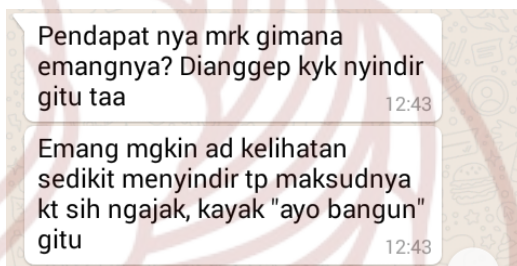 Pendapat nya mrk gimana
emangnya? Dianggep kyk nyindir
gitu taa
12:43
Emang mgkin ad kelihatan
sedikit menyindir tp maksudnya
kt sih ngajak, kayak "ayo bangun"
gitu
12:43